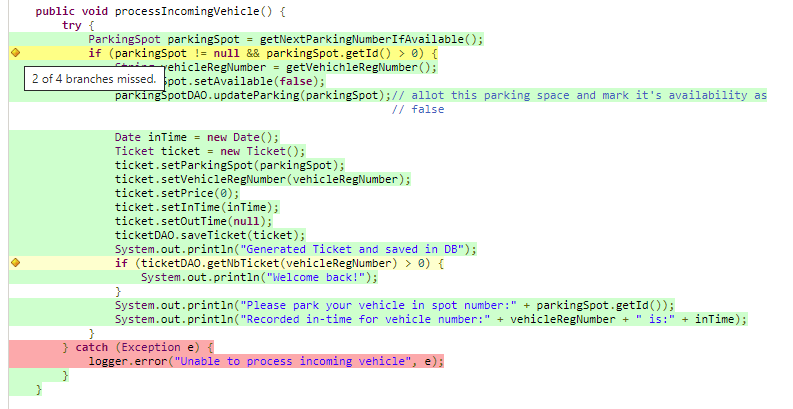 public void processIncomingVehicle() {
try {
ParkingSpot parkingSpot = getNextParkingNumberIfAvailable();
if (parkingSpot != null && parkingSpot.getId() > 0) {
vehicleRegNumber = getVehichleRegNumber();
2 of 4 branches missed.
pot.setAvailable(false);
parkingSpotDAO.updateParking(parkingSpot);// allot this parking space and mark it's availability as
// false
Date inTime = new Date();
Ticket ticket = new Ticket();
ticket.setParkingSpot(parkingSpot);
ticket.setVehicleRegNumber(vehicleRegNumber);
ticket.setPrice(0);
ticket.setInTime(inTime);
ticket.setOutTime(null);
ticketDAO.saveTicket(ticket);
System.out.println("Generated Ticket and saved in DB");
if (ticketDAO.getNbTicket(vehicleRegNumber) > 0) {
System.out.println("Welcome back!");
}
System.out.println("Please park your vehicle in spot number:" + parkingSpot.getId());
System.out.println("Recorded in-time for vehicle number:" + vehicleRegNumber + " is:" + inTime);
}
} catch (Exception e) {
logger.error("Unable to process incoming vehicle", e);
}
}